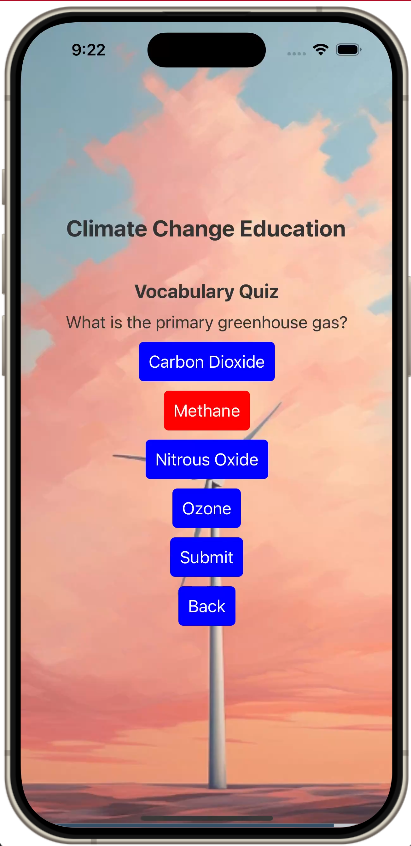 9:22
Climate Change Education
Vocabulary Quiz
What is the primary greenhouse gas?
Carbon Dioxide
Methane
Nitrous Oxide
Ozone
Submit
Back